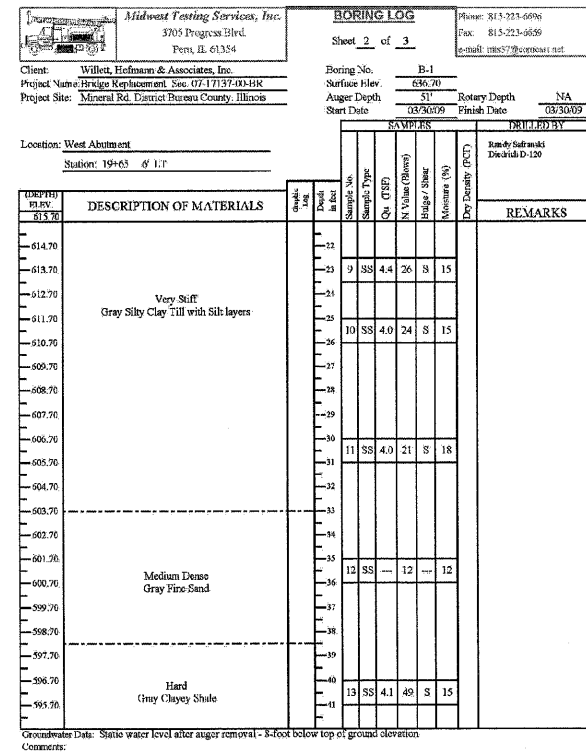 Midwest Testing Services, Inc.
3705 Progress Blvd.
Peru, IL 61354
BORING LOG
Sheet 2 of 3
Phone: 815-223-6696
Fax: 815-223-6659
e-mail: mts37@comcast.net
Client: Willett, Hofmann & Associates, Inc.
Project Name: Bridge Replacement Sec. 07-17137-00-BR
Project Site: Mineral Rd. District Bureau County, Illinois
Boring No. B-1
Surface Elev. 636.70
Auger Depth 51' Rotary Depth NA
Start Date 03/30/09 Finish Date 03/30/09
Location: West Abutment
Station: 19+65 6' LT
SAMPLES
DRILLED BY
Randy Safranski
Diedrich D-120
(DEPTH) ELEV. DESCRIPTION OF MATERIALS Graphic Log Depth in feet Sample No. Sample Type Qu (TSF) N Value (Blows) Bulge / Shear Moisture (%) Dry Density (PCF) REMARKS
615.70
614.70 22
613.70 23 9 SS 4.4 26 S 15
612.70 24
Very Stiff
Gray Silty Clay Till with Silt layers
611.70 25
10 SS 4.0 24 S 15
610.70 26
609.70 27
608.70 28
607.70 29
606.70 30
11 SS 4.0 21 S 18
605.70 31
604.70 32
603.70 33
602.70 34
601.70 35
12 SS --- 12 --- 12
Medium Dense
Gray Fine Sand
600.70 36
599.70 37
598.70 38
597.70 39
596.70 40
Hard
Gray Clayey Shale
13 SS 4.1 49 S 15
595.70 41
Groundwater Data: Static water level after auger removal - 8-foot below top of ground elevation
Comments: